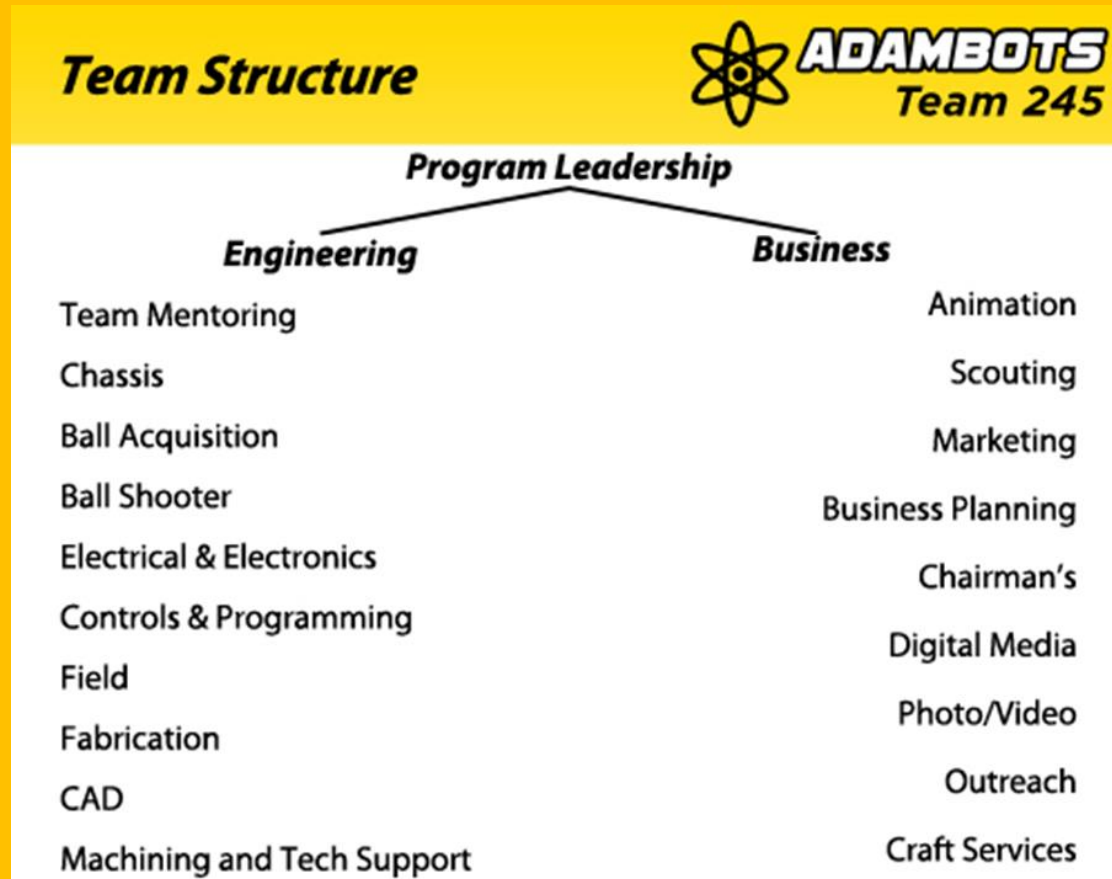 Team Structure
ADAMBOTS
Team 245
Program Leadership
Engineering
Business
Team Mentoring
Chassis
Ball Acquisition
Ball Shooter
Electrical & Electronics
Controls & Programming
Field
Fabrication
CAD
Machining and Tech Support
Animation
Scouting
Marketing
Business Planning
Chairman's
Digital Media
Photo/Video
Outreach
Craft Services